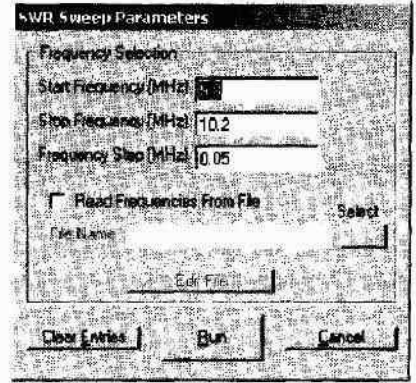 SWR Sweep Parameters
Frequency Selection
Start Frequency (MHz)
Stop Frequency (MHz) 10.2
Frequency Step (MHz) 0.05
Read Frequencies From File
Select
File Name
Edit File
Clear Entries Run Cancel